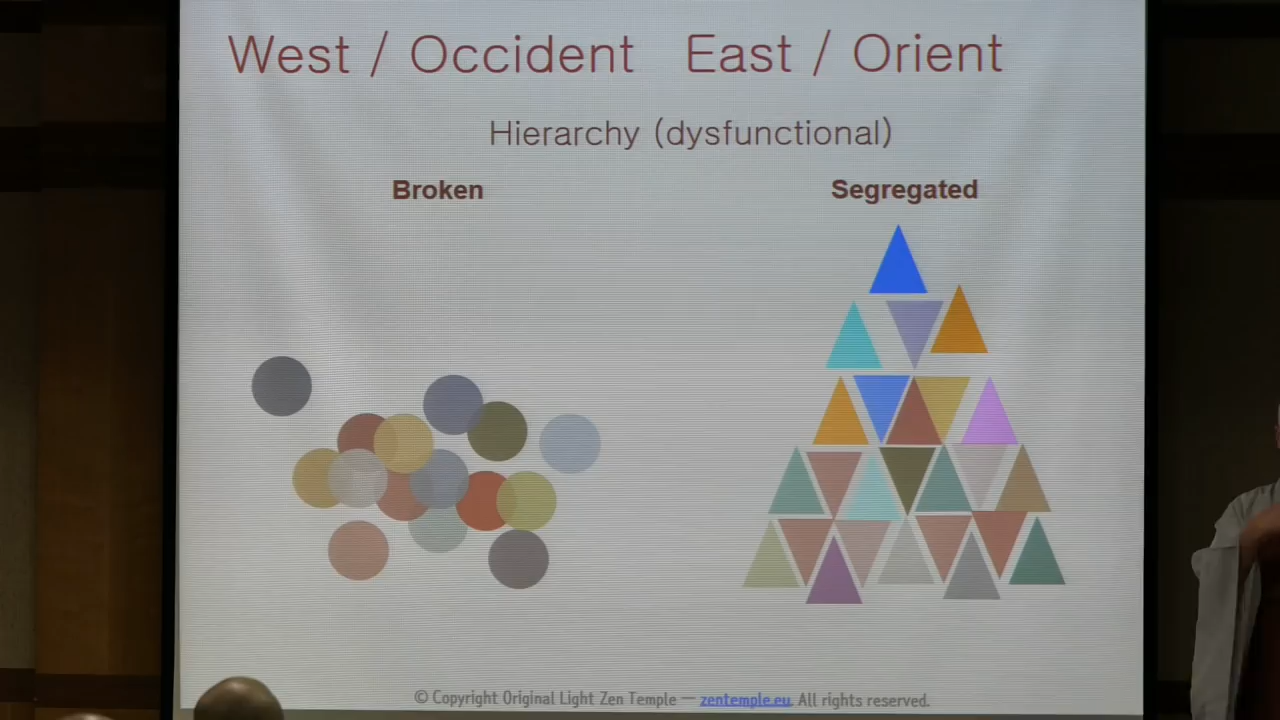 West / Occident East / Orient
Hierarchy (dysfunctional)
Broken Segregated
© Copyright Original Light Zen Temple — zentemple.eu. All rights reserved.